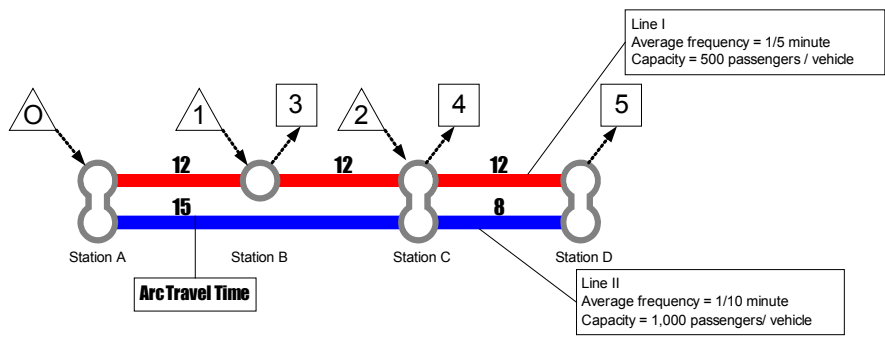 Line I
Average frequency = 1/5 minute
Capacity = 500 passengers / vehicle
O
1
3
2
4
5
12
12
12
15
8
Station A
Station B
Station C
Station D
Arc Travel Time
Line II
Average frequency = 1/10 minute
Capacity = 1,000 passengers/ vehicle